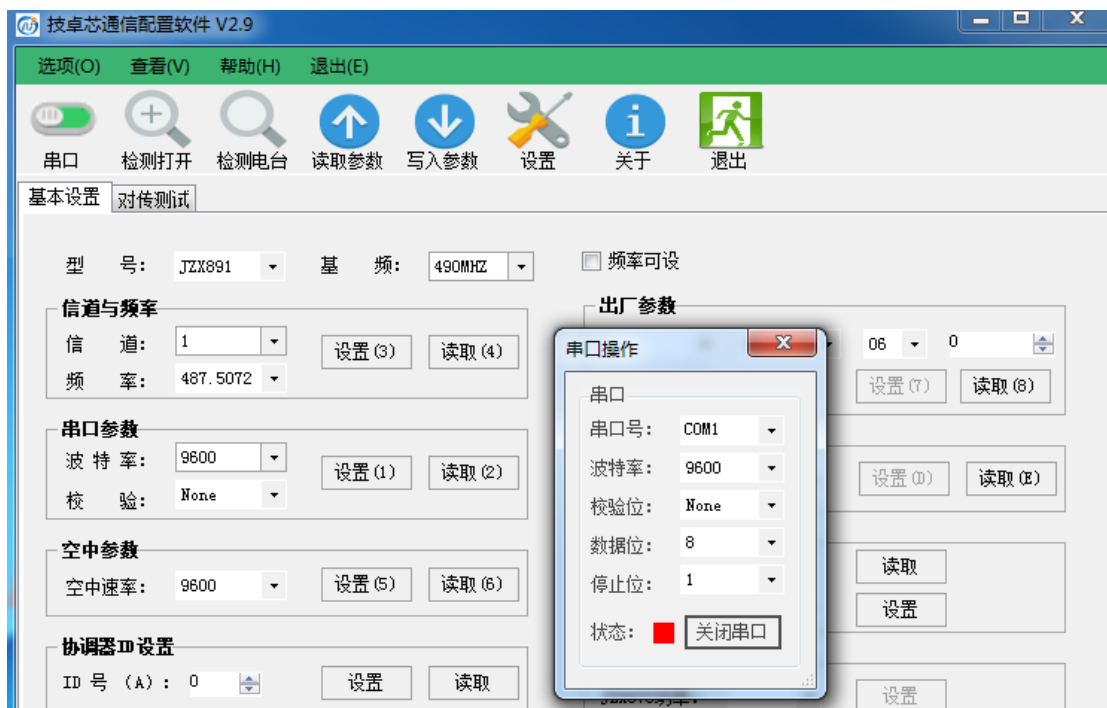 技卓芯通信配置软件 V2.9
选项(O) 查看(V) 帮助(H) 退出(E)
串口 检测打开 检测电台 读取参数 写入参数 设置 关于 退出
基本设置 对传测试
型 号: JZX891 基 频: 490MHZ 频率可设
信道与频率
信 道: 1 设置(3) 读取(4)
频 率: 487.5072
串口参数
波 特 率: 9600 设置(1) 读取(2)
校 验: None
空中参数
空中速率: 9600 设置(5) 读取(6)
协调器ID设置
ID 号 (A): 0 设置 读取
出厂参数
06 0
设置(7) 读取(8)
设置(D) 读取(E)
读取
设置
设置
串口操作
串口
串口号: COM1
波特率: 9600
校验位: None
数据位: 8
停止位: 1
状态: 关闭串口